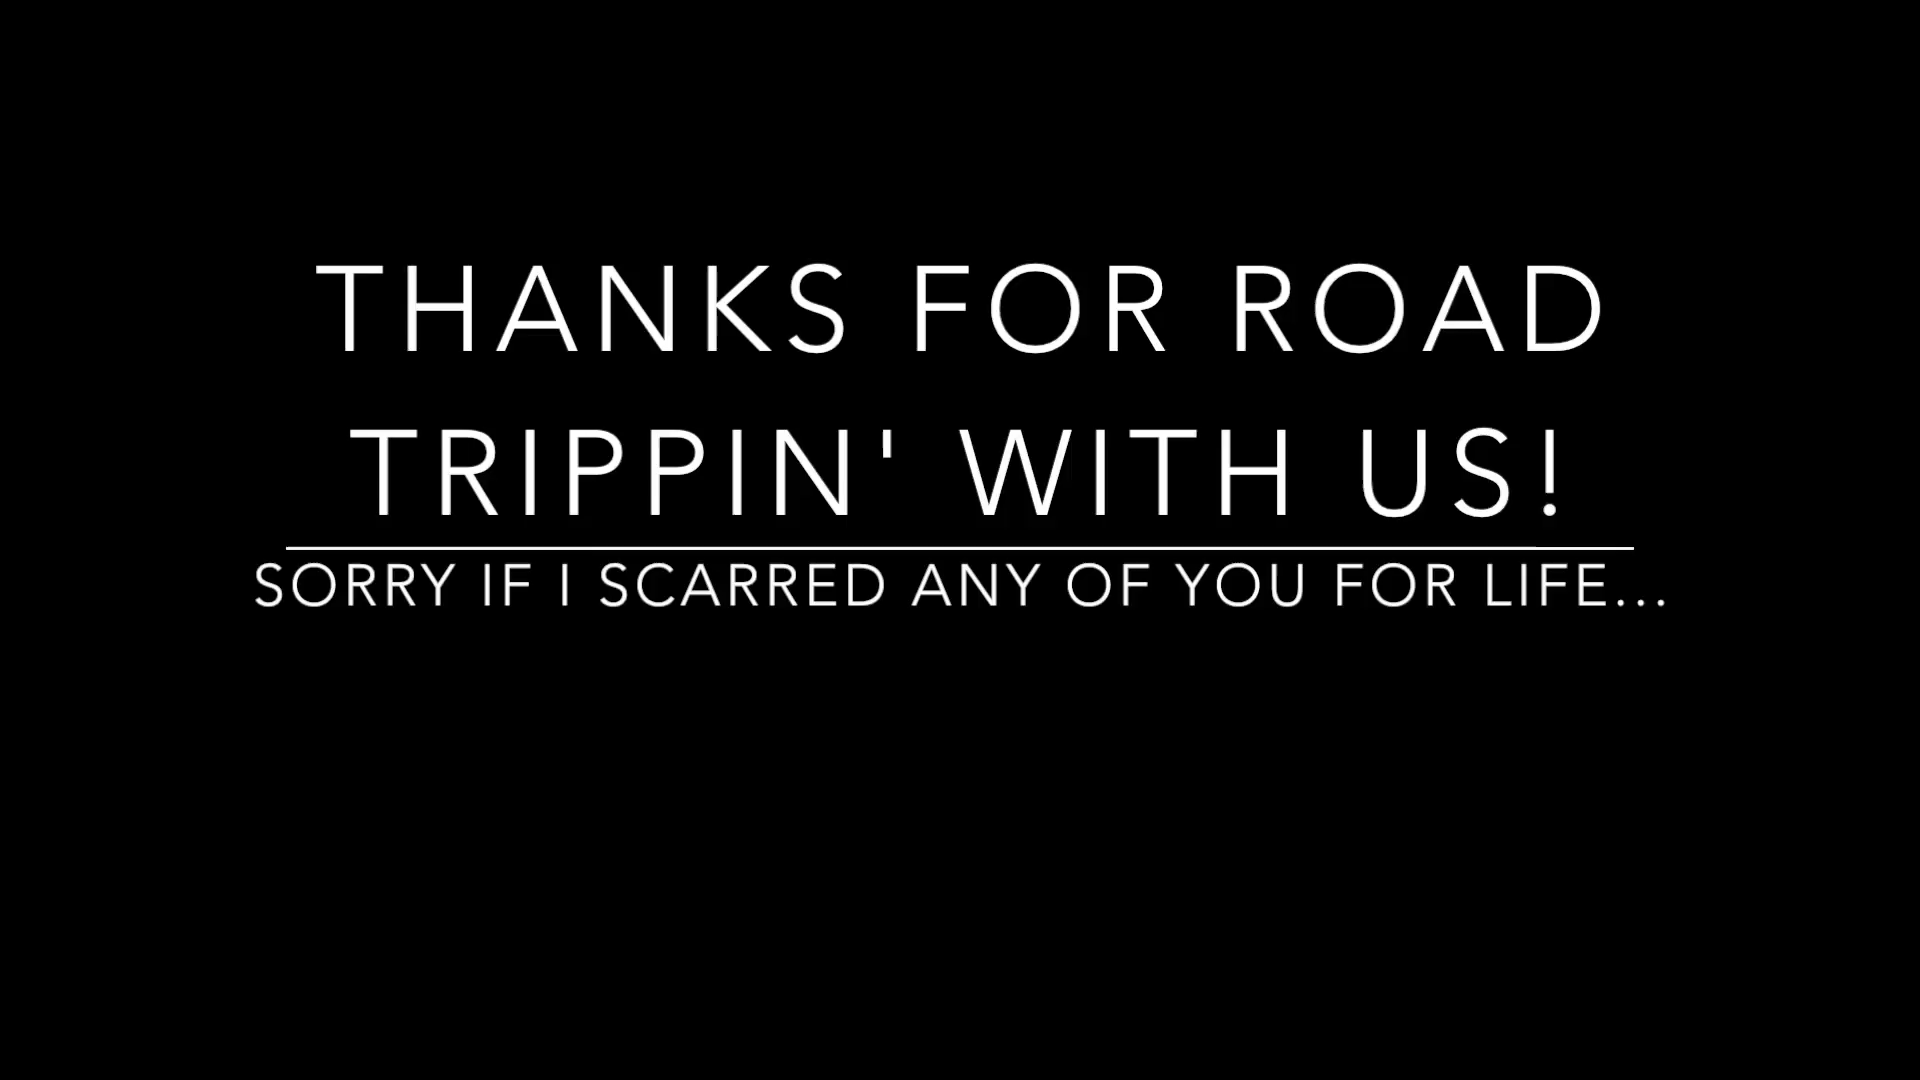 THANKS FOR ROAD
TRIPPIN' WITH US!
SORRY IF I SCARRED ANY OF YOU FOR LIFE...